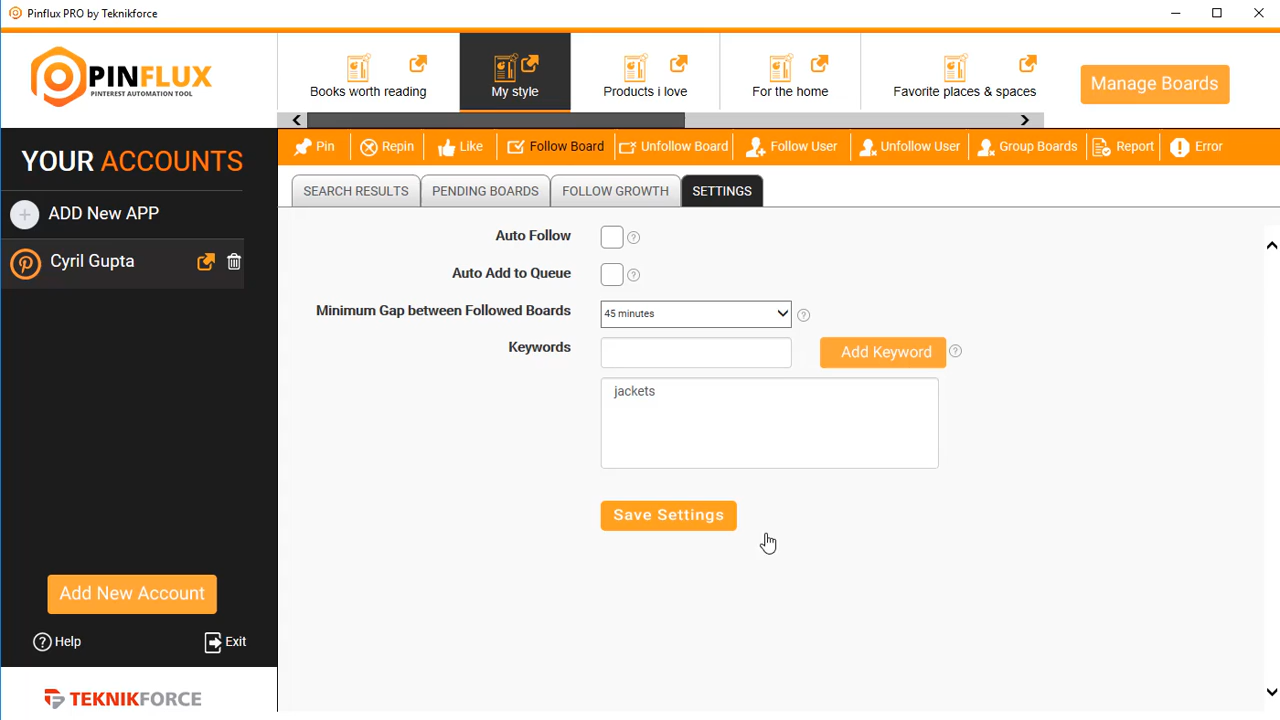 Pinflux PRO by Teknikforce
PINFLUX
PINTEREST AUTOMATION TOOL
Books worth reading
My style
Products i love
For the home
Favorite places & spaces
Manage Boards
YOUR ACCOUNTS
ADD New APP
Cyril Gupta
Add New Account
? Help
Exit
TEKNIKFORCE
Pin
Repin
Like
Follow Board
Unfollow Board
Follow User
Unfollow User
Group Boards
Report
Error
SEARCH RESULTS
PENDING BOARDS
FOLLOW GROWTH
SETTINGS
Auto Follow ?
Auto Add to Queue ?
Minimum Gap between Followed Boards 45 minutes ?
Keywords Add Keyword ?
jackets
Save Settings